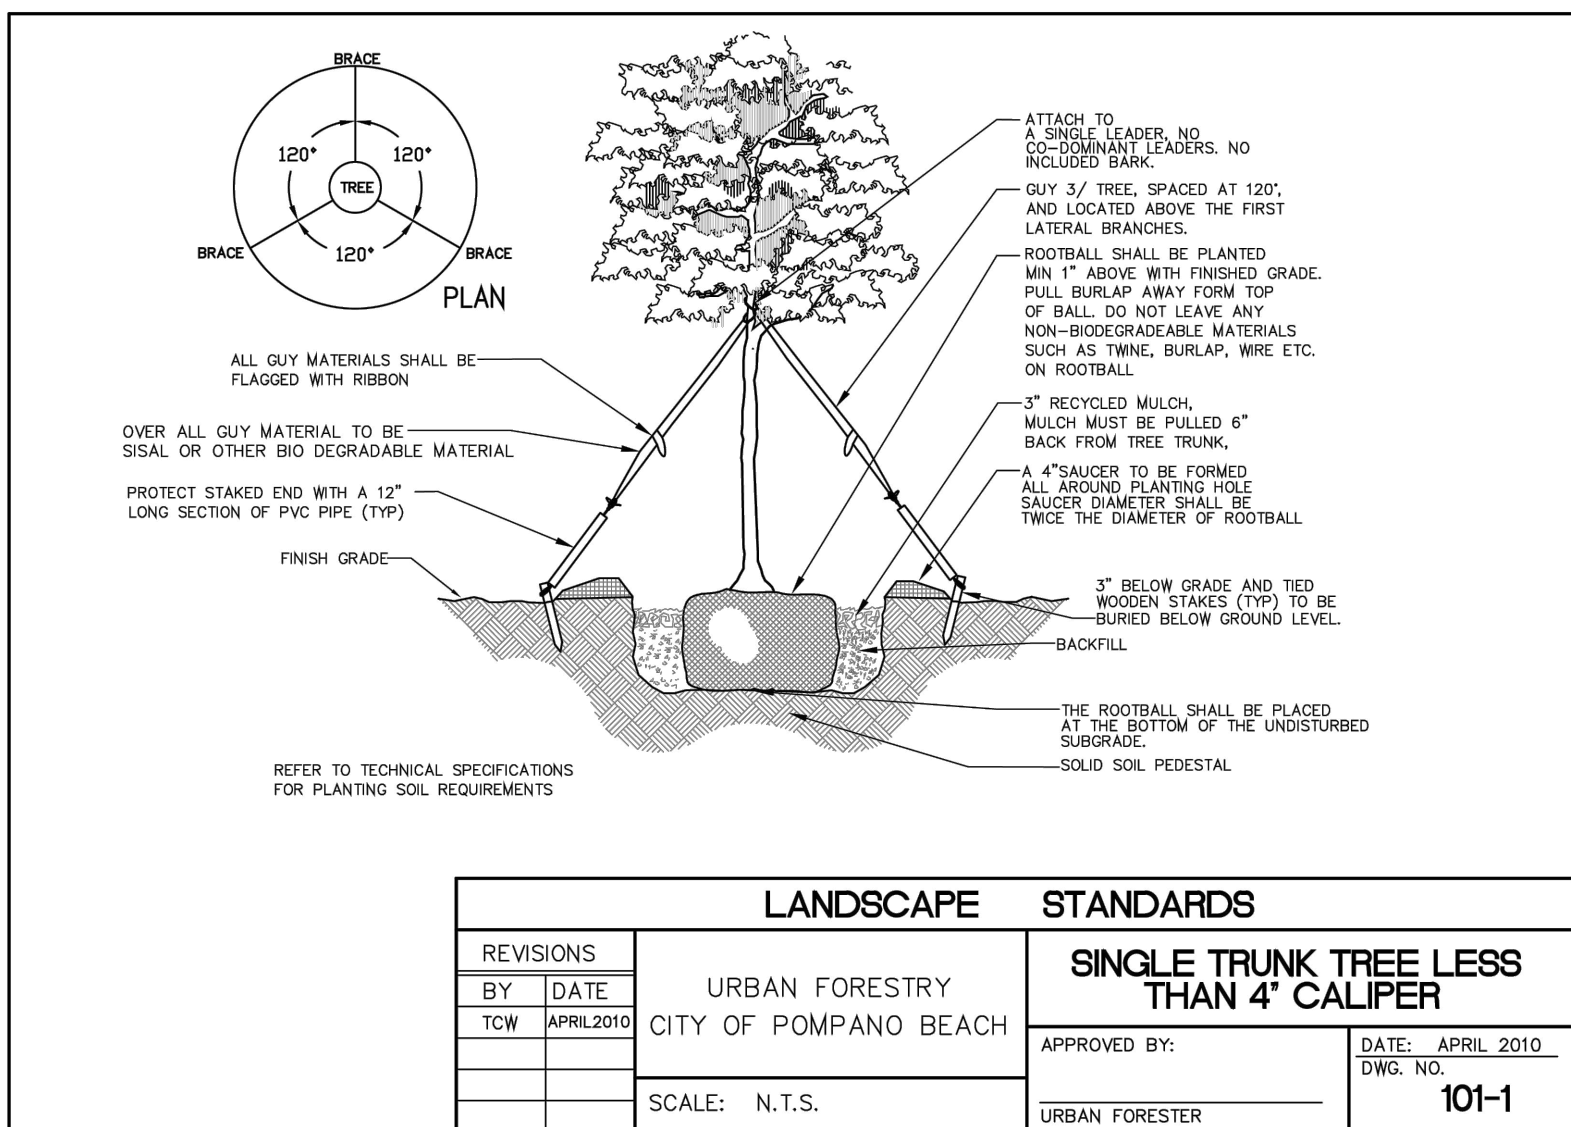 BRACE
120°
120°
TREE
120°
BRACE
BRACE
PLAN
ALL GUY MATERIALS SHALL BE
FLAGGED WITH RIBBON
OVER ALL GUY MATERIAL TO BE
SISAL OR OTHER BIO DEGRADABLE MATERIAL
PROTECT STAKED END WITH A 12"
LONG SECTION OF PVC PIPE (TYP)
FINISH GRADE
ATTACH TO
A SINGLE LEADER, NO
CO-DOMINANT LEADERS. NO
INCLUDED BARK.
GUY 3/ TREE, SPACED AT 120°,
AND LOCATED ABOVE THE FIRST
LATERAL BRANCHES.
ROOTBALL SHALL BE PLANTED
MIN 1" ABOVE WITH FINISHED GRADE.
PULL BURLAP AWAY FORM TOP
OF BALL. DO NOT LEAVE ANY
NON-BIODEGRADEABLE MATERIALS
SUCH AS TWINE, BURLAP, WIRE ETC.
ON ROOTBALL
3" RECYCLED MULCH,
MULCH MUST BE PULLED 6"
BACK FROM TREE TRUNK,
A 4"SAUCER TO BE FORMED
ALL AROUND PLANTING HOLE
SAUCER DIAMETER SHALL BE
TWICE THE DIAMETER OF ROOTBALL
3" BELOW GRADE AND TIED
WOODEN STAKES (TYP) TO BE
BURIED BELOW GROUND LEVEL.
BACKFILL
THE ROOTBALL SHALL BE PLACED
AT THE BOTTOM OF THE UNDISTURBED
SUBGRADE.
SOLID SOIL PEDESTAL
REFER TO TECHNICAL SPECIFICATIONS
FOR PLANTING SOIL REQUIREMENTS
LANDSCAPE STANDARDS
REVISIONS
BY DATE
TCW APRIL2010
URBAN FORESTRY
CITY OF POMPANO BEACH
SCALE: N.T.S.
SINGLE TRUNK TREE LESS
THAN 4" CALIPER
APPROVED BY:
URBAN FORESTER
DATE: APRIL 2010
DWG. NO.
101-1